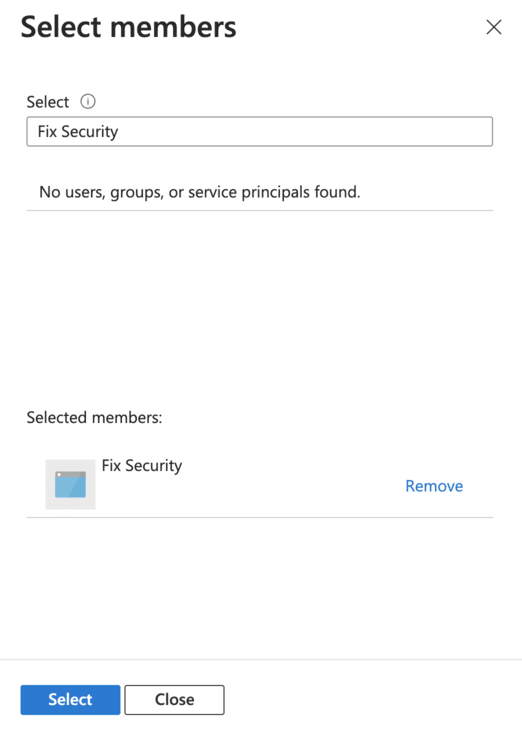 Select members
Select
Fix Security
No users, groups, or service principals found.
Selected members:
Fix Security
Remove
Select
Close